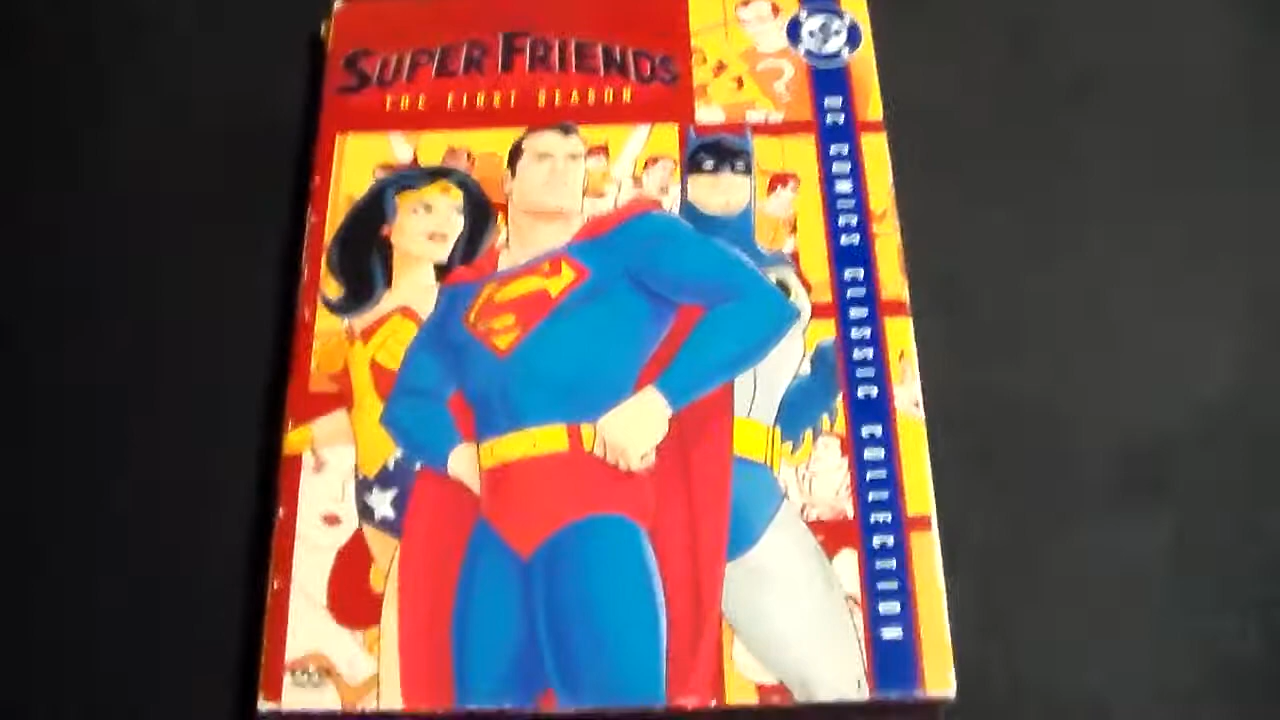 SUPER FRIENDS
THE FIRST SEASON
DC COMICS CLASSIC COLLECTION